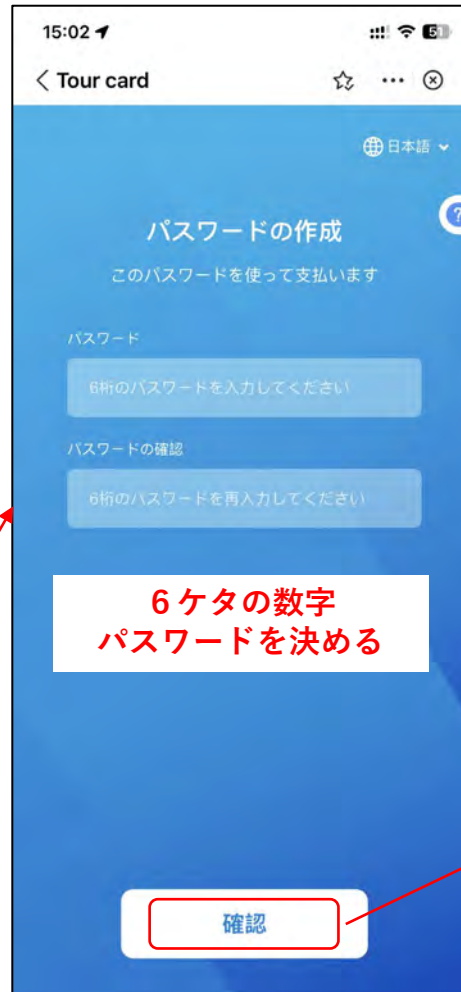 15:02
51
Tour card
日本語
?
パスワードの作成
このパスワードを使って支払います
パスワード
6桁のパスワードを入力してください
パスワードの確認
6桁のパスワードを再入力してください
６ケタの数字
パスワードを決める
確認